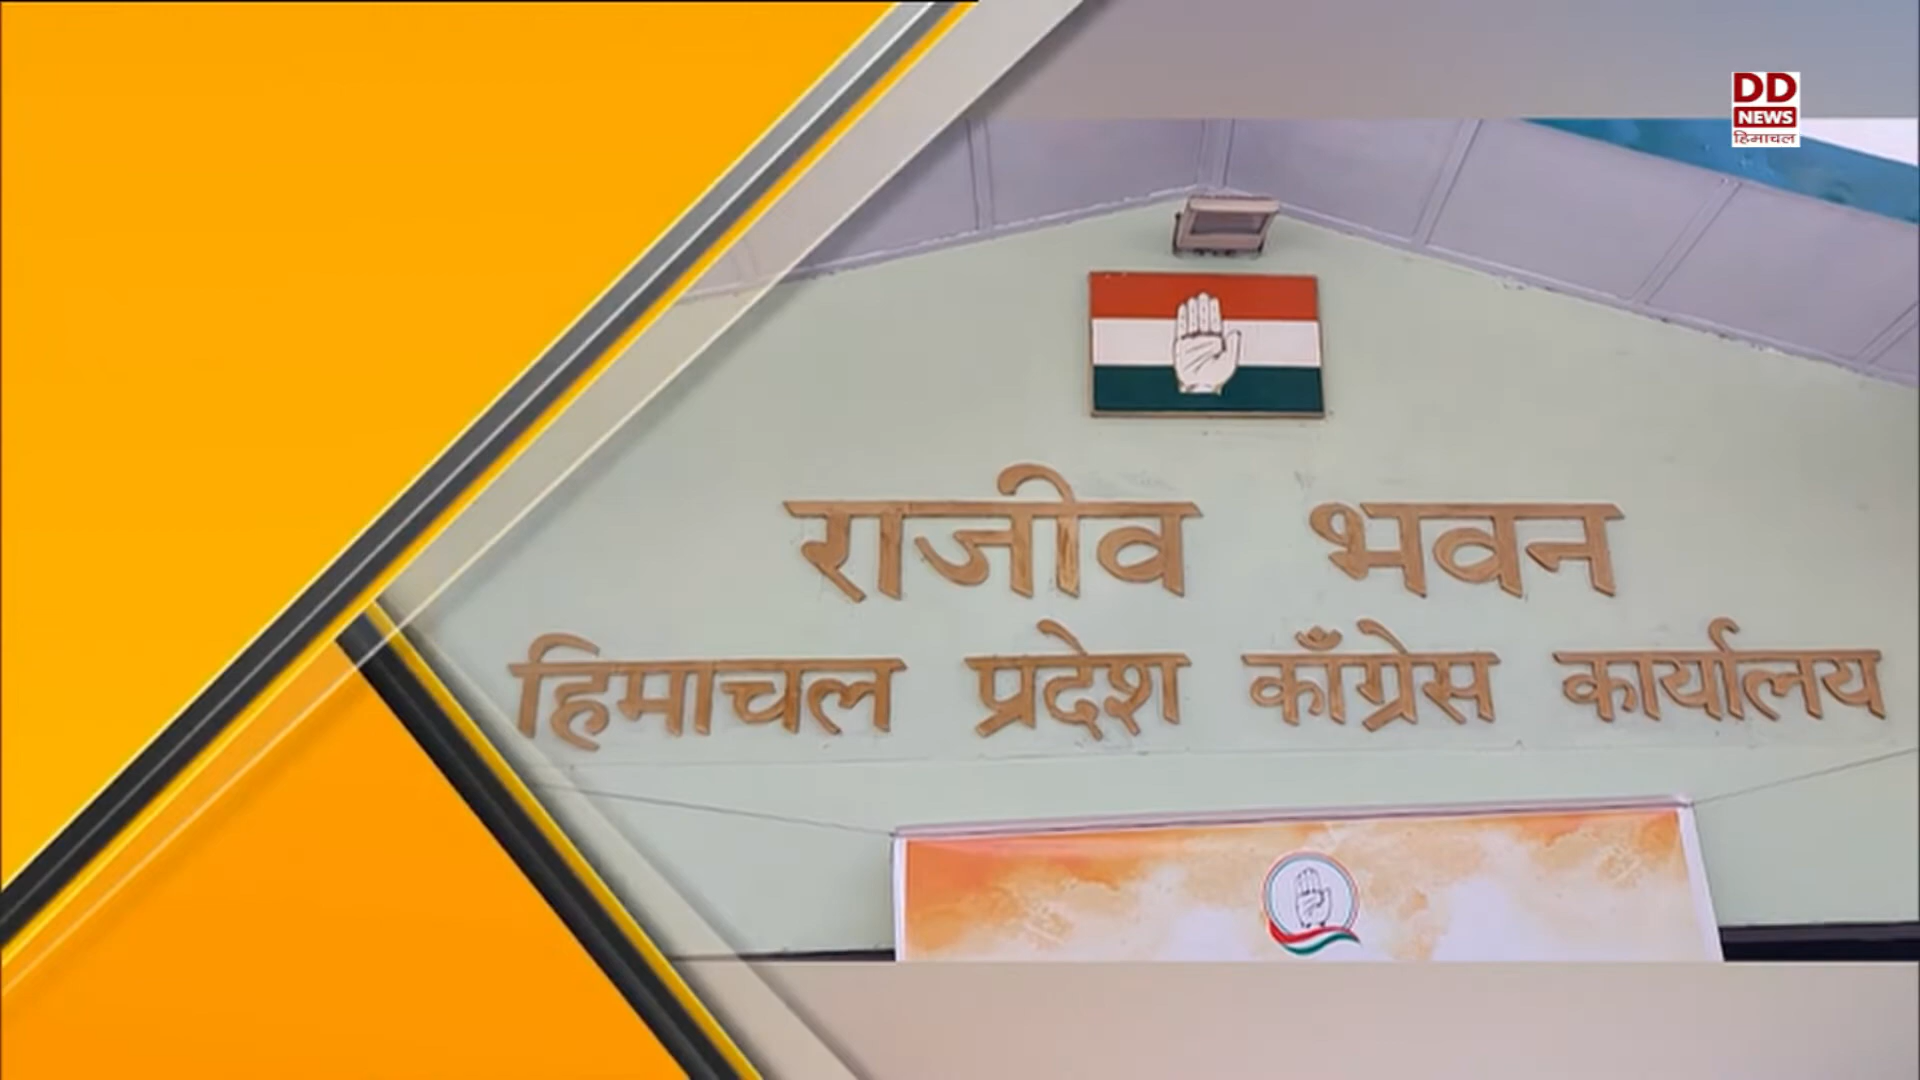 DD
NEWS
हिमाचल
राजीव भवन
हिमाचल प्रदेश काँग्रेस कार्यालय